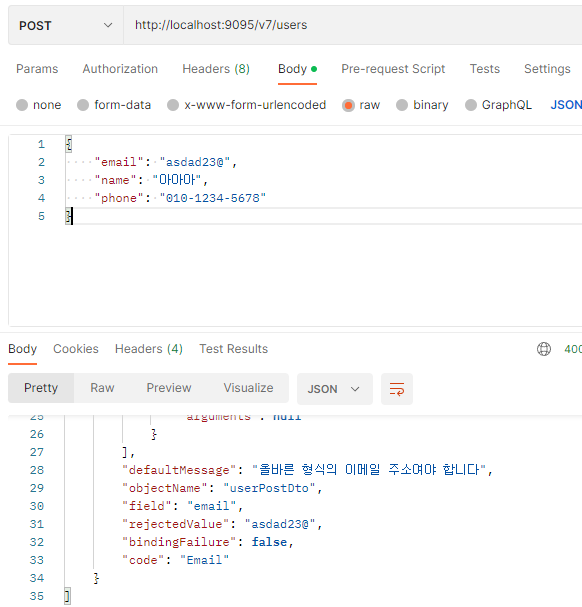 POST http://localhost:9095/v7/users
Params Authorization Headers (8) Body Pre-request Script Tests Settings
none form-data x-www-form-urlencoded raw binary GraphQL JSON
1 {
2 "email": "asdad23@",
3 "name": "아아아",
4 "phone": "010-1234-5678"
5 }
Body Cookies Headers (4) Test Results 400
Pretty Raw Preview Visualize JSON
25 "arguments": null
26 }
27 ],
28 "defaultMessage": "올바른 형식의 이메일 주소여야 합니다",
29 "objectName": "userPostDto",
30 "field": "email",
31 "rejectedValue": "asdad23@",
32 "bindingFailure": false,
33 "code": "Email"
34 }
35 ]